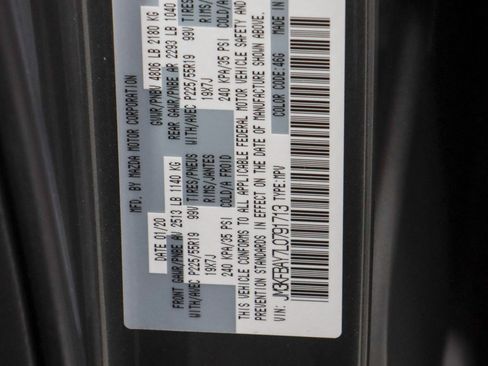 MFD. BY MAZDA MOTOR CORPORATION
DATE 01/20 GVWR/PNBV 4806 LB 2180 KG
FRONT GAWR/PNBE AV 2513 LB 1140 KG REAR GAWR/PNBE AR 2293 LB 1040
WITH/AVEC P225/55R19 99V TIRES/PNEUS WITH/AVEC P225/55R19 99V TIRES
19X7J RIMS/JANTES 19X7J RIMS/
240 KPA/35 PSI COLD/A FROID 240 KPA/35 PSI COLD/A
THIS VEHICLE CONFORMS TO ALL APPLICABLE FEDERAL MOTOR VEHICLE SAFETY AND
PREVENTION STANDARDS IN EFFECT ON THE DATE OF MANUFACTURE SHOWN ABOVE.
VIN: JM3KFBAY7L0791713 TYPE:MPV COLOR CODE:46G
MADE IN